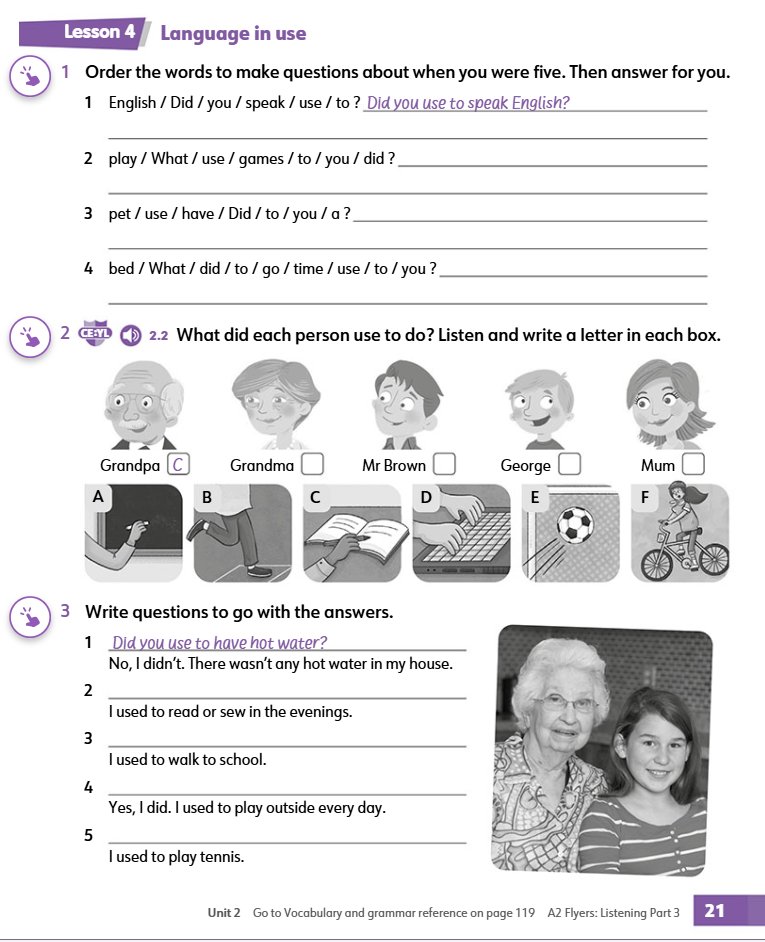 Lesson 4 Language in use
1 Order the words to make questions about when you were five. Then answer for you.
1 English / Did / you / speak / use / to ? Did you use to speak English?
2 play / What / use / games / to / you / did ?
3 pet / use / have / Did / to / you / a ?
4 bed / What / did / to / go / time / use / to / you ?
2 CE:YL 2.2 What did each person use to do? Listen and write a letter in each box.
Grandpa C Grandma Mr Brown George Mum
A B C D E F
3 Write questions to go with the answers.
1 Did you use to have hot water?
No, I didn't. There wasn't any hot water in my house.
2
I used to read or sew in the evenings.
3
I used to walk to school.
4
Yes, I did. I used to play outside every day.
5
I used to play tennis.
Unit 2 Go to Vocabulary and grammar reference on page 119 A2 Flyers: Listening Part 3 21